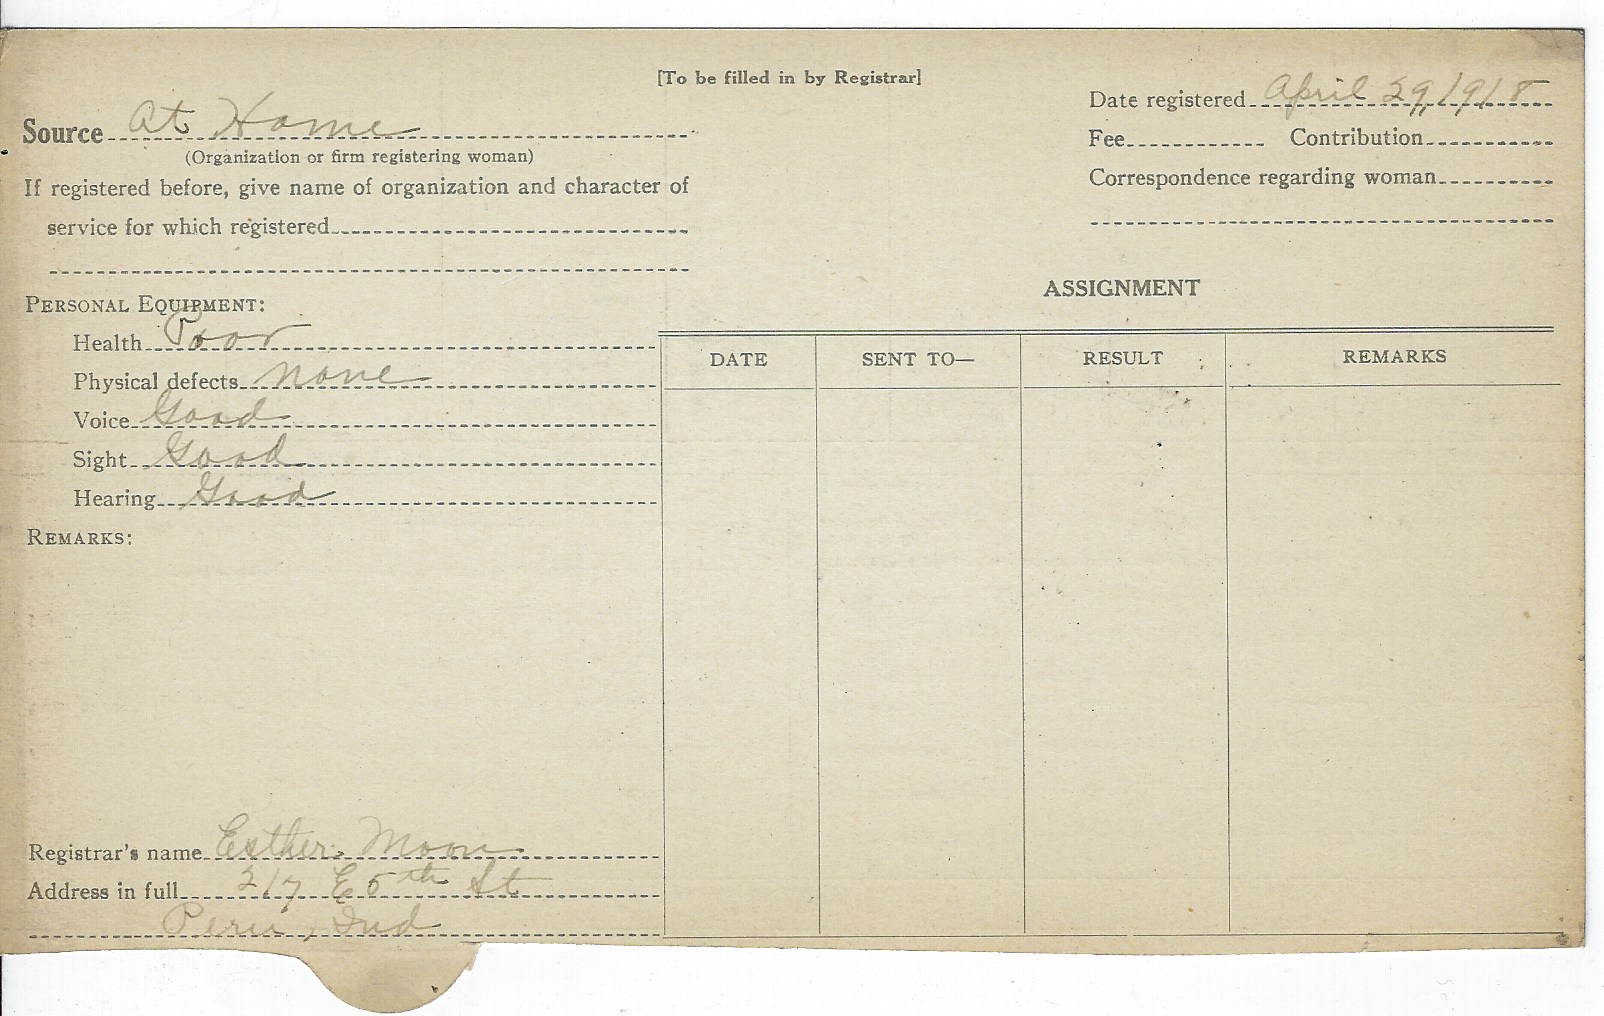 [To be filled in by Registrar]
Source At Home
(Organization or firm registering woman)
If registered before, give name of organization and character of
service for which registered
Date registered April 29, 1918
Fee Contribution
Correspondence regarding woman
PERSONAL EQUIPMENT:
Health Poor
Physical defects none
Voice Good
Sight Good
Hearing Good
REMARKS:
ASSIGNMENT
DATE SENT TO— RESULT REMARKS
Registrar's name Esther Moon
Address in full 217 E 5th St
Peru, Ind